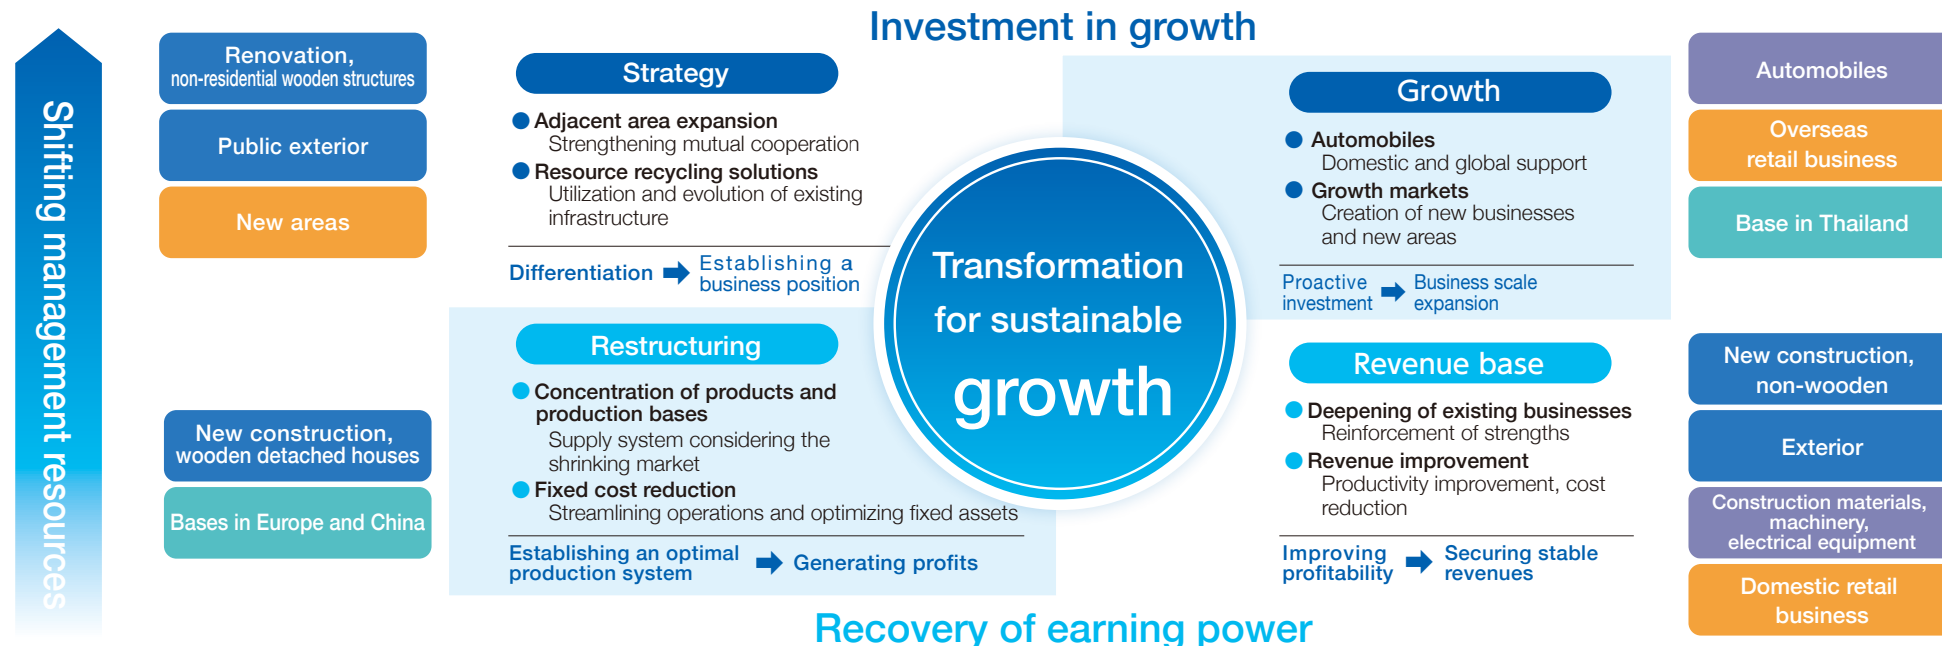 Investment in growth
Shifting management resources
Renovation,
non-residential wooden structures
Public exterior
New areas
New construction,
wooden detached houses
Bases in Europe and China
Strategy
● Adjacent area expansion
Strengthening mutual cooperation
● Resource recycling solutions
Utilization and evolution of existing
infrastructure
Differentiation ➡ Establishing a
business position
Restructuring
● Concentration of products and
production bases
Supply system considering the
shrinking market
● Fixed cost reduction
Streamlining operations and optimizing fixed assets
Establishing an optimal
production system ➡ Generating profits
Transformation
for sustainable
growth
Growth
● Automobiles
Domestic and global support
● Growth markets
Creation of new businesses
and new areas
Proactive
investment ➡ Business scale
expansion
Revenue base
● Deepening of existing businesses
Reinforcement of strengths
● Revenue improvement
Productivity improvement, cost
reduction
Improving
profitability ➡ Securing stable
revenues
Automobiles
Overseas
retail business
Base in Thailand
New construction,
non-wooden
Exterior
Construction materials,
machinery,
electrical equipment
Domestic retail
business
Recovery of earning power